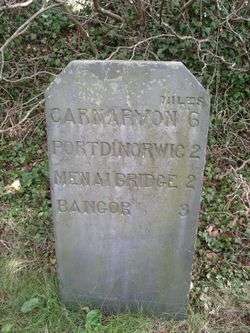 MILES
CARNARVON 6
PORTDINORWIC 2
MENAI BRIDGE 2
BANGOR 3